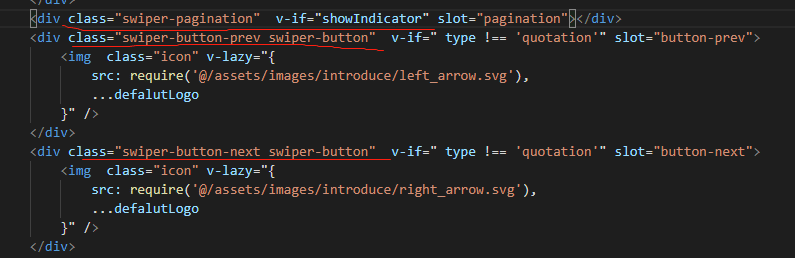 <div class="swiper-pagination"  v-if="showIndicator" slot="pagination"></div>
<div class="swiper-button-prev swiper-button"  v-if=" type !== 'quotation'" slot="button-prev">
<img  class="icon" v-lazy="{
src: require('@/assets/images/introduce/left_arrow.svg'),
...defalutLogo
}" />
</div>
<div class="swiper-button-next swiper-button"  v-if=" type !== 'quotation'" slot="button-next">
<img  class="icon" v-lazy="{
src: require('@/assets/images/introduce/right_arrow.svg'),
...defalutLogo
}" />
</div>